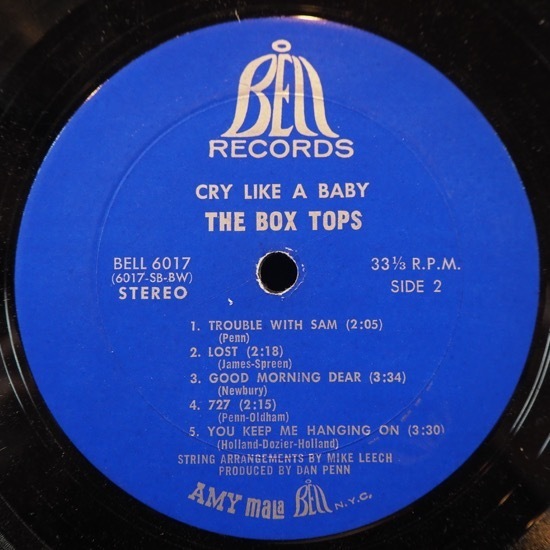 Bell
RECORDS
CRY LIKE A BABY
THE BOX TOPS
BELL 6017
(6017-SB-BW)
STEREO
33⅓ R.P.M.
SIDE 2
1. TROUBLE WITH SAM (2:05)
(Penn)
2. LOST (2:18)
(James-Spreen)
3. GOOD MORNING DEAR (3:34)
(Newbury)
4. 727 (2:15)
(Penn-Oldham)
5. YOU KEEP ME HANGING ON (3:30)
(Holland-Dozier-Holland)
STRING ARRANGEMENTS BY MIKE LEECH
PRODUCED BY DAN PENN
AMY mala Bell N.Y.C.